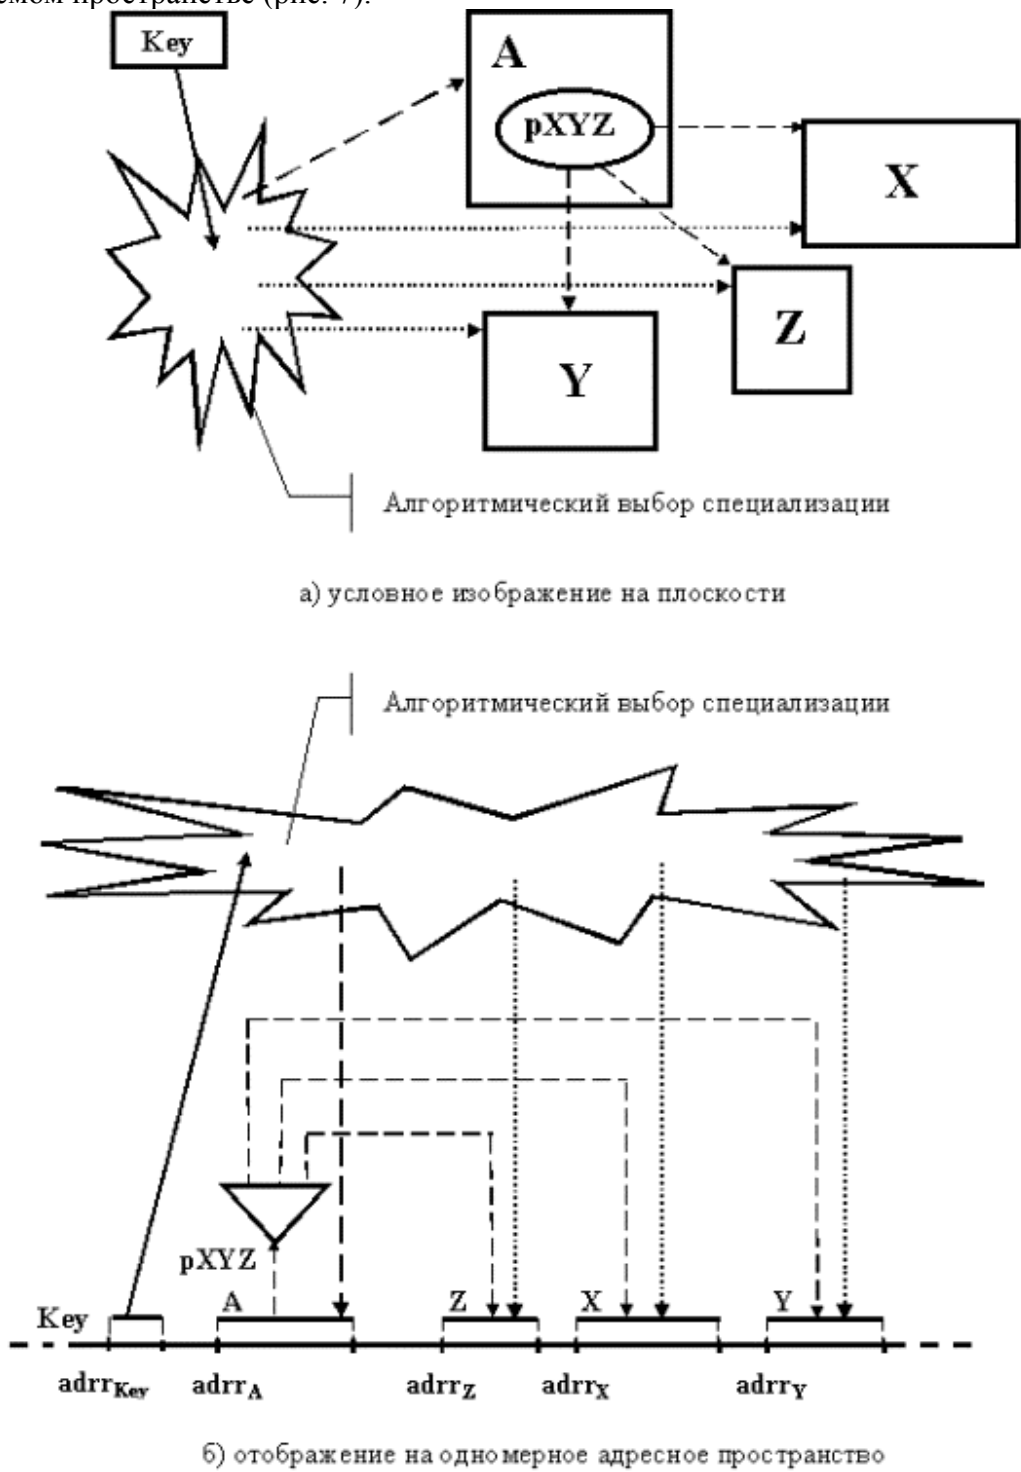 пространстве (рис. 7).
Key
A
pXYZ
X
Z
Y
Алгоритмический выбор специализации
а) условное изображение на плоскости
Алгоритмический выбор специализации
pXYZ
Key A Z X Y
adrrKey adrrA adrrZ adrrX adrrY
б) отображение на одномерное адресное пространство